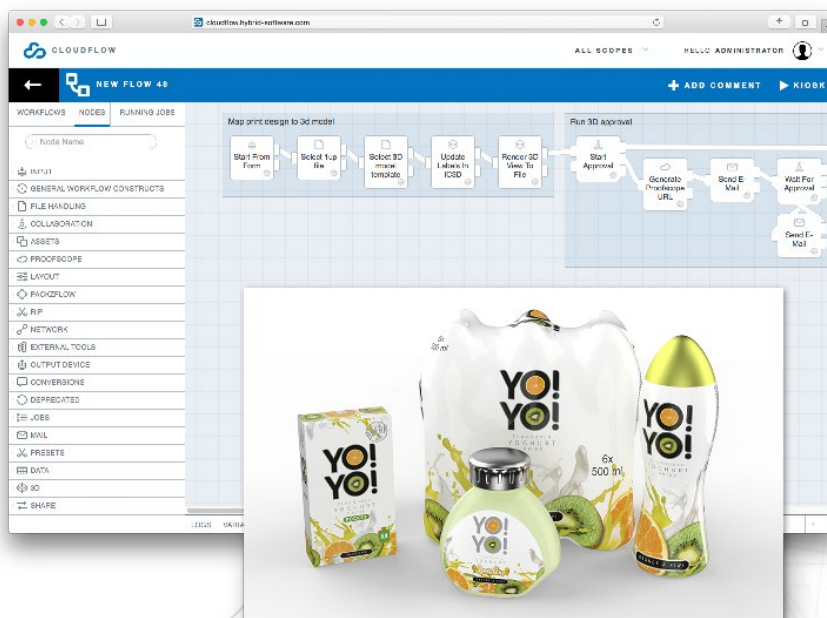 cloudflow.hybrid-software.com
CLOUDFLOW
ALL SCOPES
HELLO ADMINISTRATOR
NEW FLOW 48
ADD COMMENT
KIOSK
WORKFLOWS NODES RUNNING JOBS
Node Name
INPUT
GENERAL WORKFLOW CONSTRUCTS
FILE HANDLING
COLLABORATION
ASSETS
PROOFSCOPE
LAYOUT
PACKZFLOW
RIP
NETWORK
EXTERNAL TOOLS
OUTPUT DEVICE
CONVERSIONS
DEPRECATED
JOBS
MAIL
PRESETS
DATA
3D
SHARE
Map print design to 3d model
Start From
Form
Select 1up
file
Select 3D
model
template
Update
Labels In
IC3D
Render 3D
View To
File
Run 3D approval
Start
Approval
Generate
Proofscope
URL
Send E-
Mail
Wait For
Approval
Send E-
Mail
LOGS
YO!
YO!
YOGHURT
YO!
YO!
YOGHURT
6x
500 ml
YO!
YO!
YO!
YO!
YOGHURT